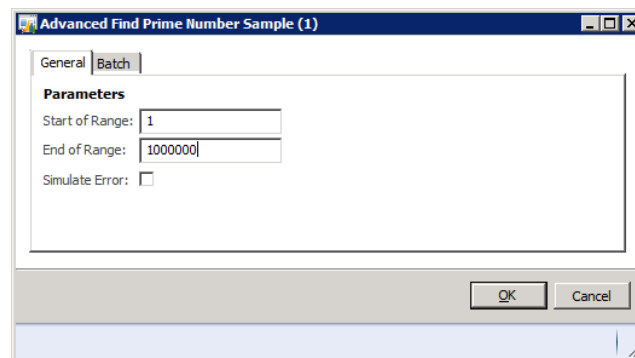 Advanced Find Prime Number Sample (1)
General Batch
Parameters
Start of Range: 1
End of Range: 1000000
Simulate Error:
OK Cancel